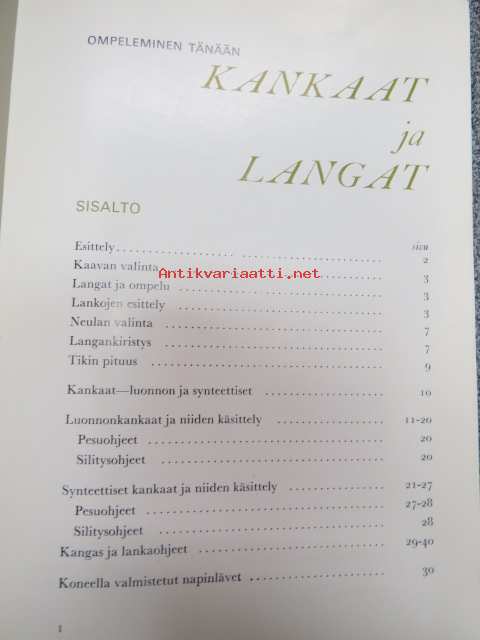 OMPELEMINEN TÄNÄÄN
KANKAAT
ja
LANGAT
SISALTO
sivu
Esittely 2
Kaavan valinta 3
Antikvariaatti.net
Langat ja ompelu 3
Lankojen esittely 3
Neulan valinta 7
Langankiristys 7
Tikin pituus 9
Kankaat—luonnon ja synteettiset 10
Luonnonkankaat ja niiden käsittely 11-20
Pesuohjeet 20
Silitysohjeet 20
Synteettiset kankaat ja niiden käsittely 21-27
Pesuohjeet 27-28
Silitysohjeet 28
Kangas ja lankaohjeet 29-40
Koneella valmistetut napinlävet 30
1